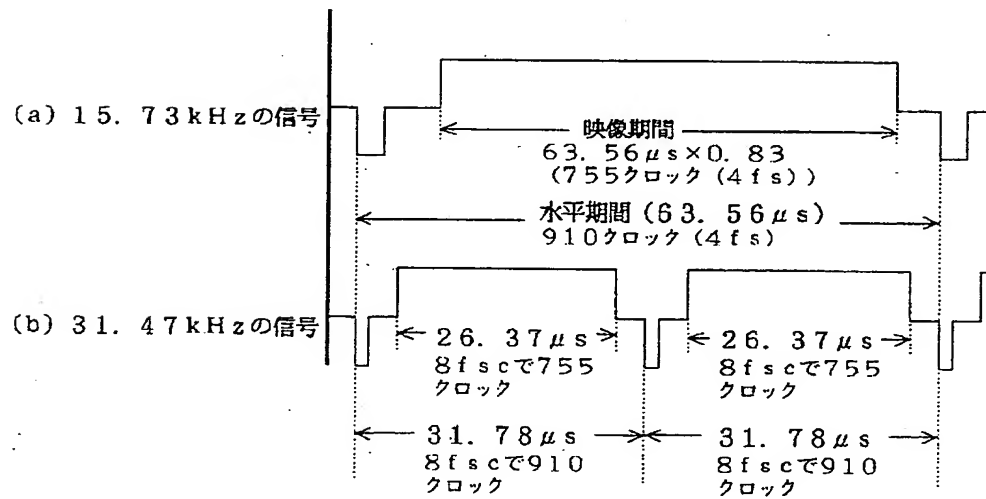 (a) 15.73kHzの信号
映像期間
63.56μs×0.83
(755クロック(4fs))
水平期間(63.56μs)
910クロック(4fs)
(b) 31.47kHzの信号
26.37μs
8fscで755
クロック
26.37μs
8fscで755
クロック
31.78μs
8fscで910
クロック
31.78μs
8fscで910
クロック